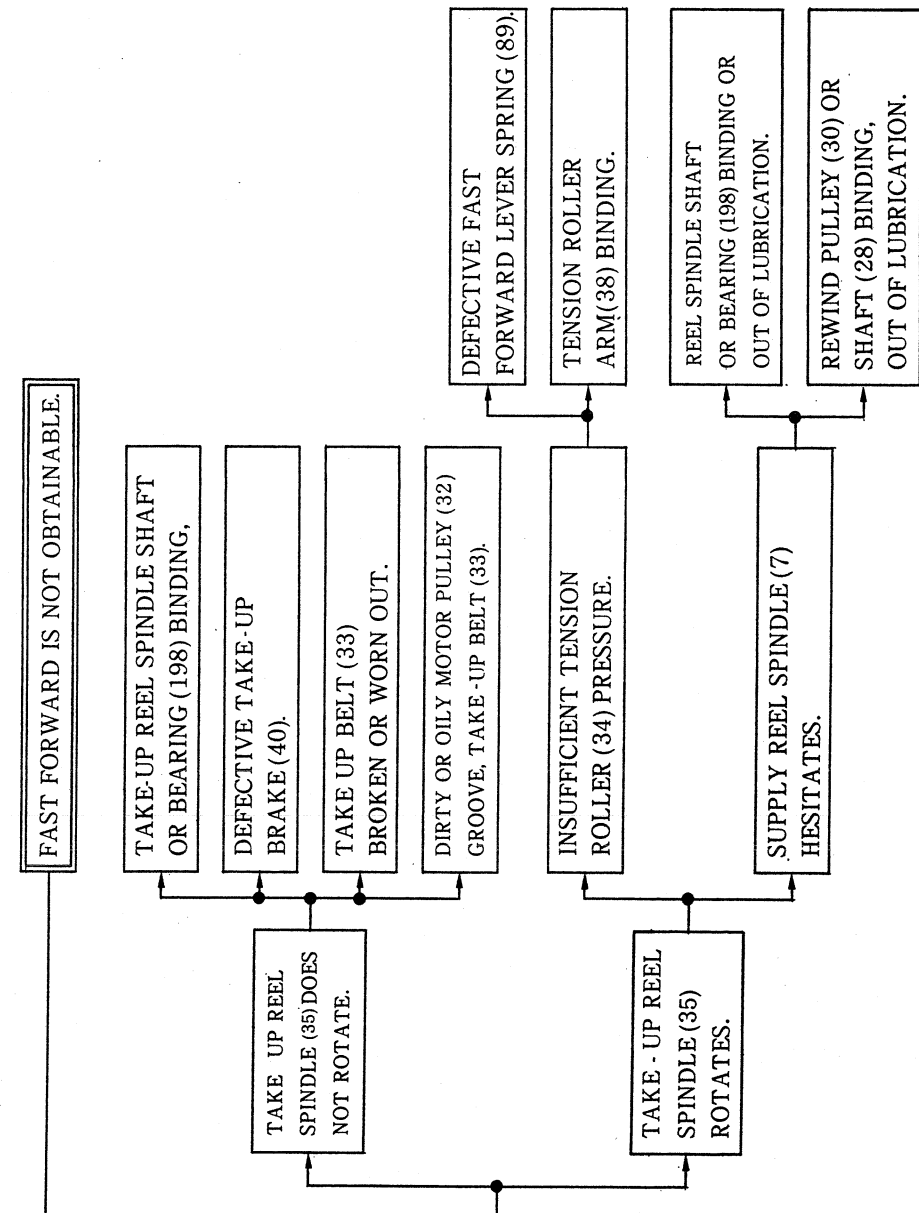 FAST FORWARD IS NOT OBTAINABLE.
TAKE UP REEL
SPINDLE (35) DOES
NOT ROTATE.
TAKE-UP REEL SPINDLE SHAFT
OR BEARING (198) BINDING,
DEFECTIVE TAKE-UP
BRAKE (40).
TAKE UP BELT (33)
BROKEN OR WORN OUT.
DIRTY OR OILY MOTOR PULLEY (32)
GROOVE, TAKE-UP BELT (33).
TAKE - UP REEL
SPINDLE (35)
ROTATES.
INSUFFICIENT TENSION
ROLLER (34) PRESSURE.
DEFECTIVE FAST
FORWARD LEVER SPRING (89).
TENSION ROLLER
ARM(38) BINDING.
SUPPLY REEL SPINDLE (7)
HESITATES.
REEL SPINDLE SHAFT
OR BEARING (198) BINDING OR
OUT OF LUBRICATION.
REWIND PULLEY (30) OR
SHAFT (28) BINDING,
OUT OF LUBRICATION.